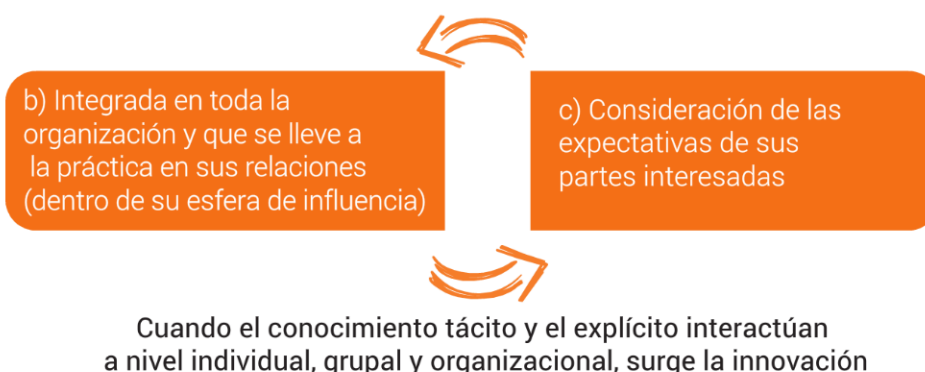 b) Integrada en toda la
organización y que se lleve a
la práctica en sus relaciones
(dentro de su esfera de influencia)
c) Consideración de las
expectativas de sus
partes interesadas
Cuando el conocimiento tácito y el explícito interactúan
a nivel individual, grupal y organizacional, surge la innovación